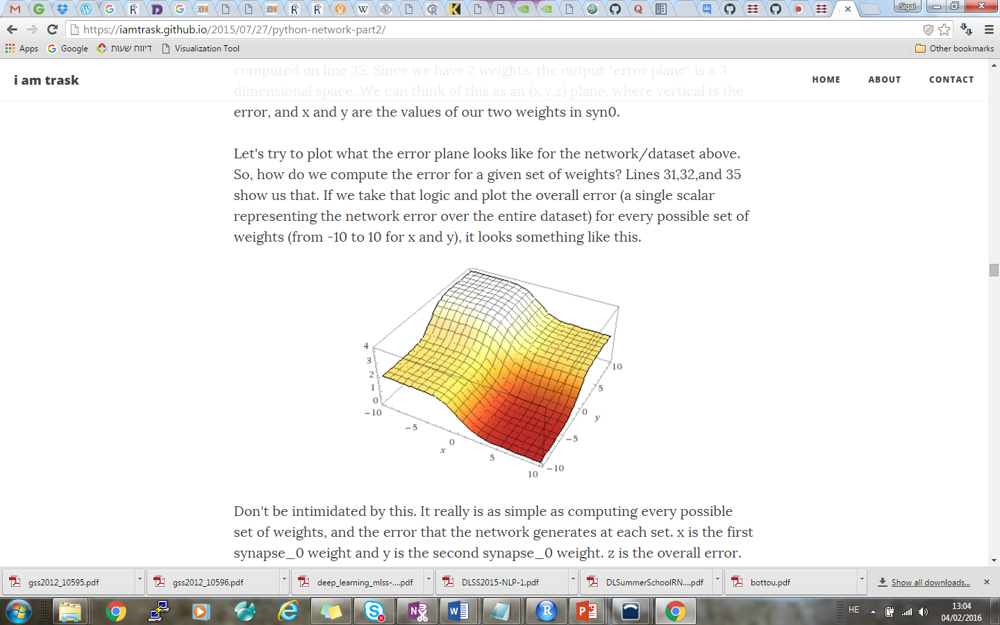 Sigal
https://iamtrask.github.io/2015/07/27/python-network-part2/
Apps Google דיווח שעות Visualization Tool Other bookmarks
computed on line 35. Since we have 2 weights, the output "error plane" is a 3
i am trask HOME ABOUT CONTACT
dimensional space. We can think of this as an (x,y,z) plane, where vertical is the
error, and x and y are the values of our two weights in syn0.
Let's try to plot what the error plane looks like for the network/dataset above.
So, how do we compute the error for a given set of weights? Lines 31,32,and 35
show us that. If we take that logic and plot the overall error (a single scalar
representing the network error over the entire dataset) for every possible set of
weights (from -10 to 10 for x and y), it looks something like this.
4
3
2
1
0
-10
-5
0
5
10
x
10
5
0
-5
-10
y
Don't be intimidated by this. It really is as simple as computing every possible
set of weights, and the error that the network generates at each set. x is the first
synapse_0 weight and y is the second synapse_0 weight. z is the overall error.
gss2012_10595.pdf gss2012_10596.pdf deep_learning_mlss-....pdf DLSS2015-NLP-1.pdf DLSummerSchoolRN....pdf bottou.pdf Show all downloads...
HE 13:04
04/02/2016